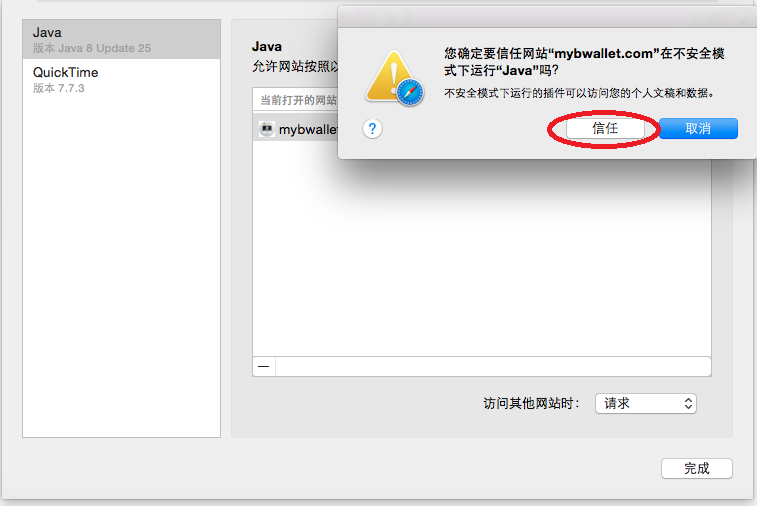 Java
版本 Java 8 Update 25
QuickTime
版本 7.7.3
Java
允许网站按照以
当前打开的网站
mybwallet
您确定要信任网站“mybwallet.com”在不安全模
式下运行“Java”吗?
不安全模式下运行的插件可以访问您的个人文稿和数据。
?
信任
取消
访问其他网站时：
请求
完成